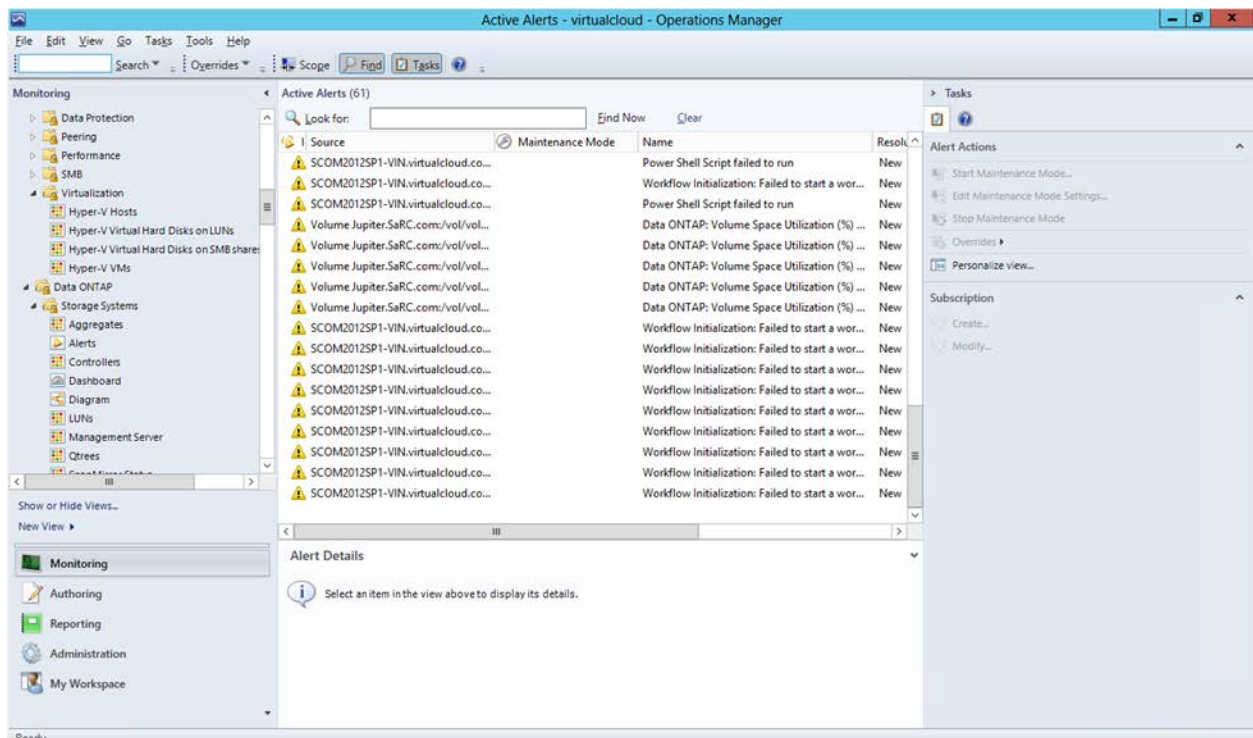 Active Alerts - virtualcloud - Operations Manager
File Edit View Go Tasks Tools Help
Search Overrides Scope Find Tasks
Monitoring
Data Protection
Peering
Performance
SMB
Virtualization
Hyper-V Hosts
Hyper-V Virtual Hard Disks on LUNs
Hyper-V Virtual Hard Disks on SMB share:
Hyper-V VMs
Data ONTAP
Storage Systems
Aggregates
Alerts
Controllers
Dashboard
Diagram
LUNs
Management Server
Qtrees
Show or Hide Views...
New View
Monitoring
Authoring
Reporting
Administration
My Workspace
Active Alerts (61)
Look for: Find Now Clear
I Source Maintenance Mode Name Resolu
SCOM2012SP1-VIN.virtualcloud.co... Power Shell Script failed to run New
SCOM2012SP1-VIN.virtualcloud.co... Workflow Initialization: Failed to start a wor... New
SCOM2012SP1-VIN.virtualcloud.co... Power Shell Script failed to run New
Volume Jupiter.SaRC.com:/vol/vol... Data ONTAP: Volume Space Utilization (%) ... New
Volume Jupiter.SaRC.com:/vol/vol... Data ONTAP: Volume Space Utilization (%) ... New
Volume Jupiter.SaRC.com:/vol/vol... Data ONTAP: Volume Space Utilization (%) ... New
Volume Jupiter.SaRC.com:/vol/vol... Data ONTAP: Volume Space Utilization (%) ... New
Volume Jupiter.SaRC.com:/vol/vol... Data ONTAP: Volume Space Utilization (%) ... New
SCOM2012SP1-VIN.virtualcloud.co... Workflow Initialization: Failed to start a wor... New
SCOM2012SP1-VIN.virtualcloud.co... Workflow Initialization: Failed to start a wor... New
SCOM2012SP1-VIN.virtualcloud.co... Workflow Initialization: Failed to start a wor... New
SCOM2012SP1-VIN.virtualcloud.co... Workflow Initialization: Failed to start a wor... New
SCOM2012SP1-VIN.virtualcloud.co... Workflow Initialization: Failed to start a wor... New
SCOM2012SP1-VIN.virtualcloud.co... Workflow Initialization: Failed to start a wor... New
SCOM2012SP1-VIN.virtualcloud.co... Workflow Initialization: Failed to start a wor... New
SCOM2012SP1-VIN.virtualcloud.co... Workflow Initialization: Failed to start a wor... New
SCOM2012SP1-VIN.virtualcloud.co... Workflow Initialization: Failed to start a wor... New
Alert Details
Select an item in the view above to display its details.
Tasks
Alert Actions
Start Maintenance Mode...
Edit Maintenance Mode Settings...
Stop Maintenance Mode
Overrides
Personalize view...
Subscription
Create...
Modify...